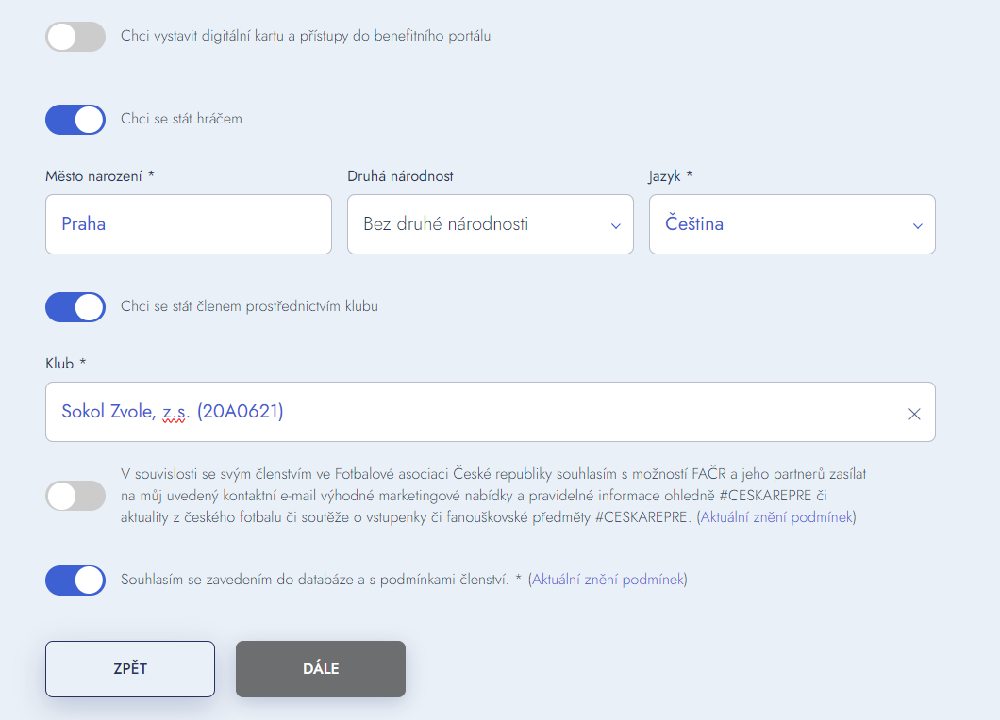 Chci vystavit digitální kartu a přístupy do benefitního portálu
Chci se stát hráčem
Město narození *
Druhá národnost
Jazyk *
Praha
Bez druhé národnosti
Čeština
Chci se stát členem prostřednictvím klubu
Klub *
Sokol Zvole, z.s. (20A0621)
V souvislosti se svým členstvím ve Fotbalové asociaci České republiky souhlasím s možností FAČR a jeho partnerů zasílat
na můj uvedený kontaktní e-mail výhodné marketingové nabídky a pravidelné informace ohledně #CESKAREPRE či
aktuality z českého fotbalu či soutěže o vstupenky či fanouškovské předměty #CESKAREPRE. (Aktuální znění podmínek)
Souhlasím se zavedením do databáze a s podmínkami členství. * (Aktuální znění podmínek)
ZPĚT
DÁLE